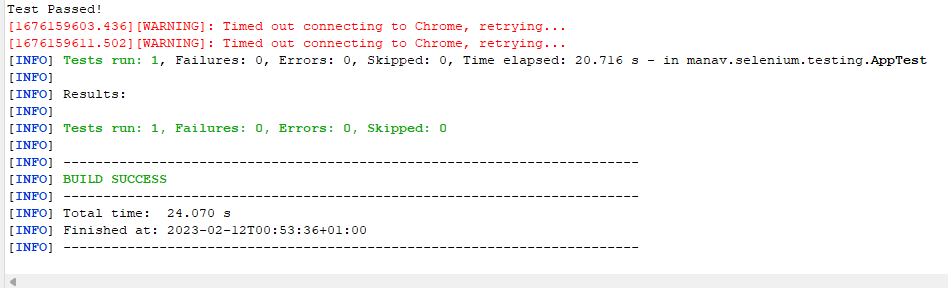 Test Passed!
[1676159603.436][WARNING]: Timed out connecting to Chrome, retrying...
[1676159611.502][WARNING]: Timed out connecting to Chrome, retrying...
[INFO] Tests run: 1, Failures: 0, Errors: 0, Skipped: 0, Time elapsed: 20.716 s - in manav.selenium.testing.AppTest
[INFO]
[INFO] Results:
[INFO]
[INFO] Tests run: 1, Failures: 0, Errors: 0, Skipped: 0
[INFO]
[INFO] ------------------------------------------------------------------------
[INFO] BUILD SUCCESS
[INFO] ------------------------------------------------------------------------
[INFO] Total time:  24.070 s
[INFO] Finished at: 2023-02-12T00:53:36+01:00
[INFO] ------------------------------------------------------------------------